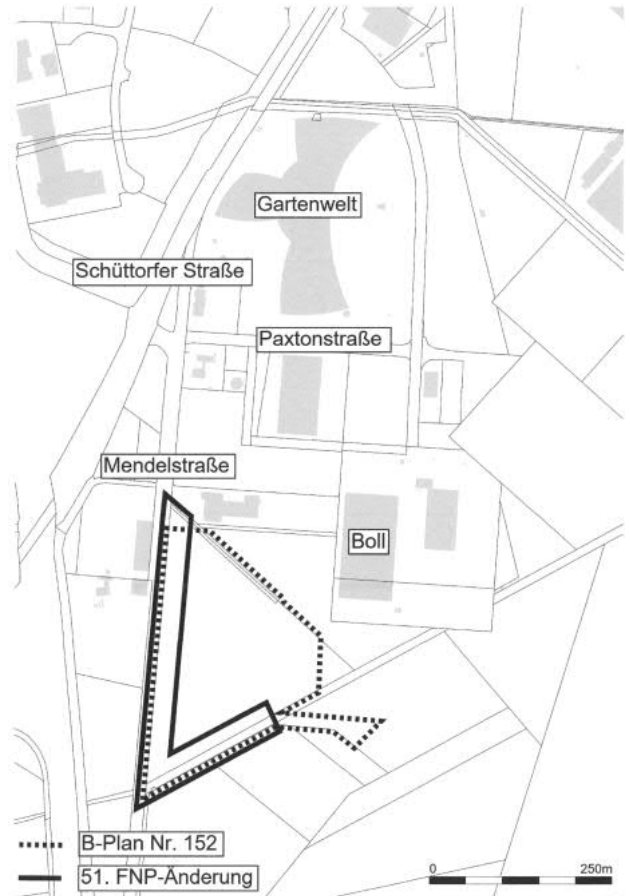 Gartenwelt
Schüttorfer Straße
Paxtonstraße
Mendelstraße
Boll
B-Plan Nr. 152
51. FNP-Änderung
0 250m